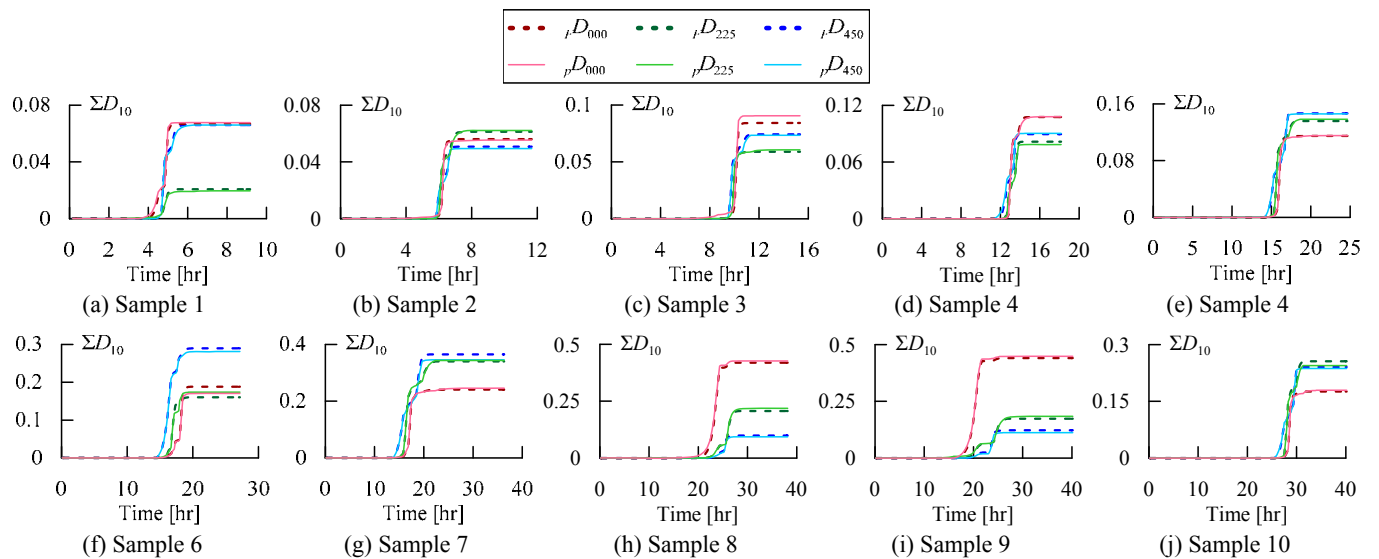 rD000 rD225 rD450
pD000 pD225 pD450
ΣD10 ΣD10 ΣD10 ΣD10 ΣD10
0.08 0.08 0.1 0.12 0.16
0.04 0.04 0.05 0.06 0.08
0 0 0 0 0
0 2 4 6 8 10 0 4 8 12 0 4 8 12 16 0 4 8 12 16 20 0 5 10 15 20 25
Time [hr] Time [hr] Time [hr] Time [hr] Time [hr]
(a) Sample 1 (b) Sample 2 (c) Sample 3 (d) Sample 4 (e) Sample 4
ΣD10 ΣD10 ΣD10 ΣD10 ΣD10
0.3 0.4 0.5 0.5 0.45
0.2 0.2 0.25 0.25 0.3
0.1 0.15
0 0 0 0 0
0 10 20 30 0 10 20 30 40 0 10 20 30 40 0 10 20 30 40 0 10 20 30 40
Time [hr] Time [hr] Time [hr] Time [hr] Time [hr]
(f) Sample 6 (g) Sample 7 (h) Sample 8 (i) Sample 9 (j) Sample 10